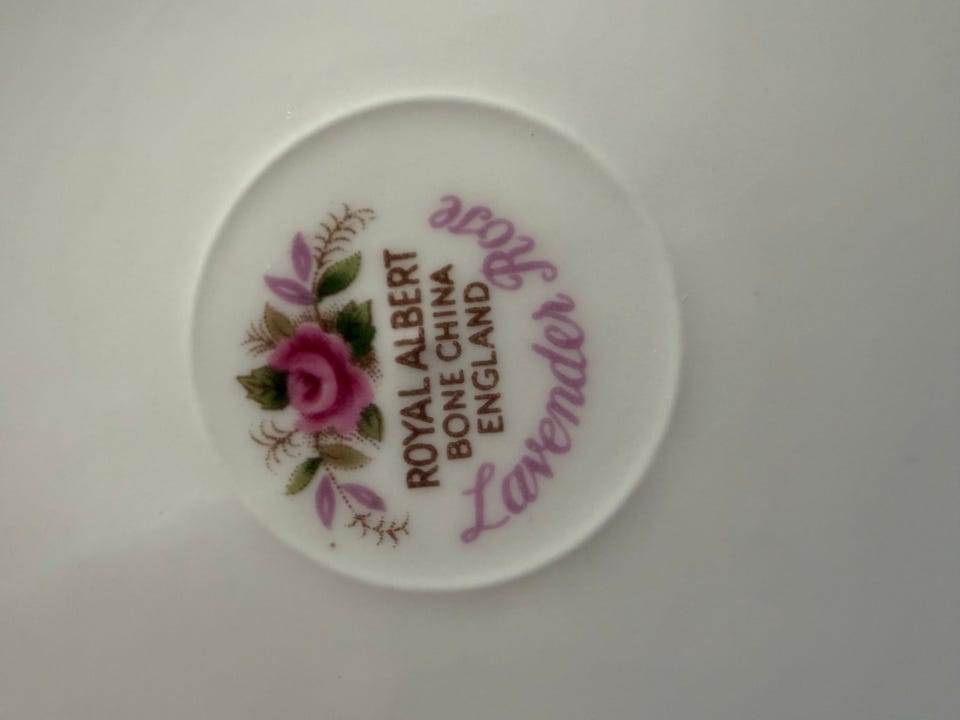 ROYAL ALBERT
BONE CHINA
ENGLAND
Lavender Rose